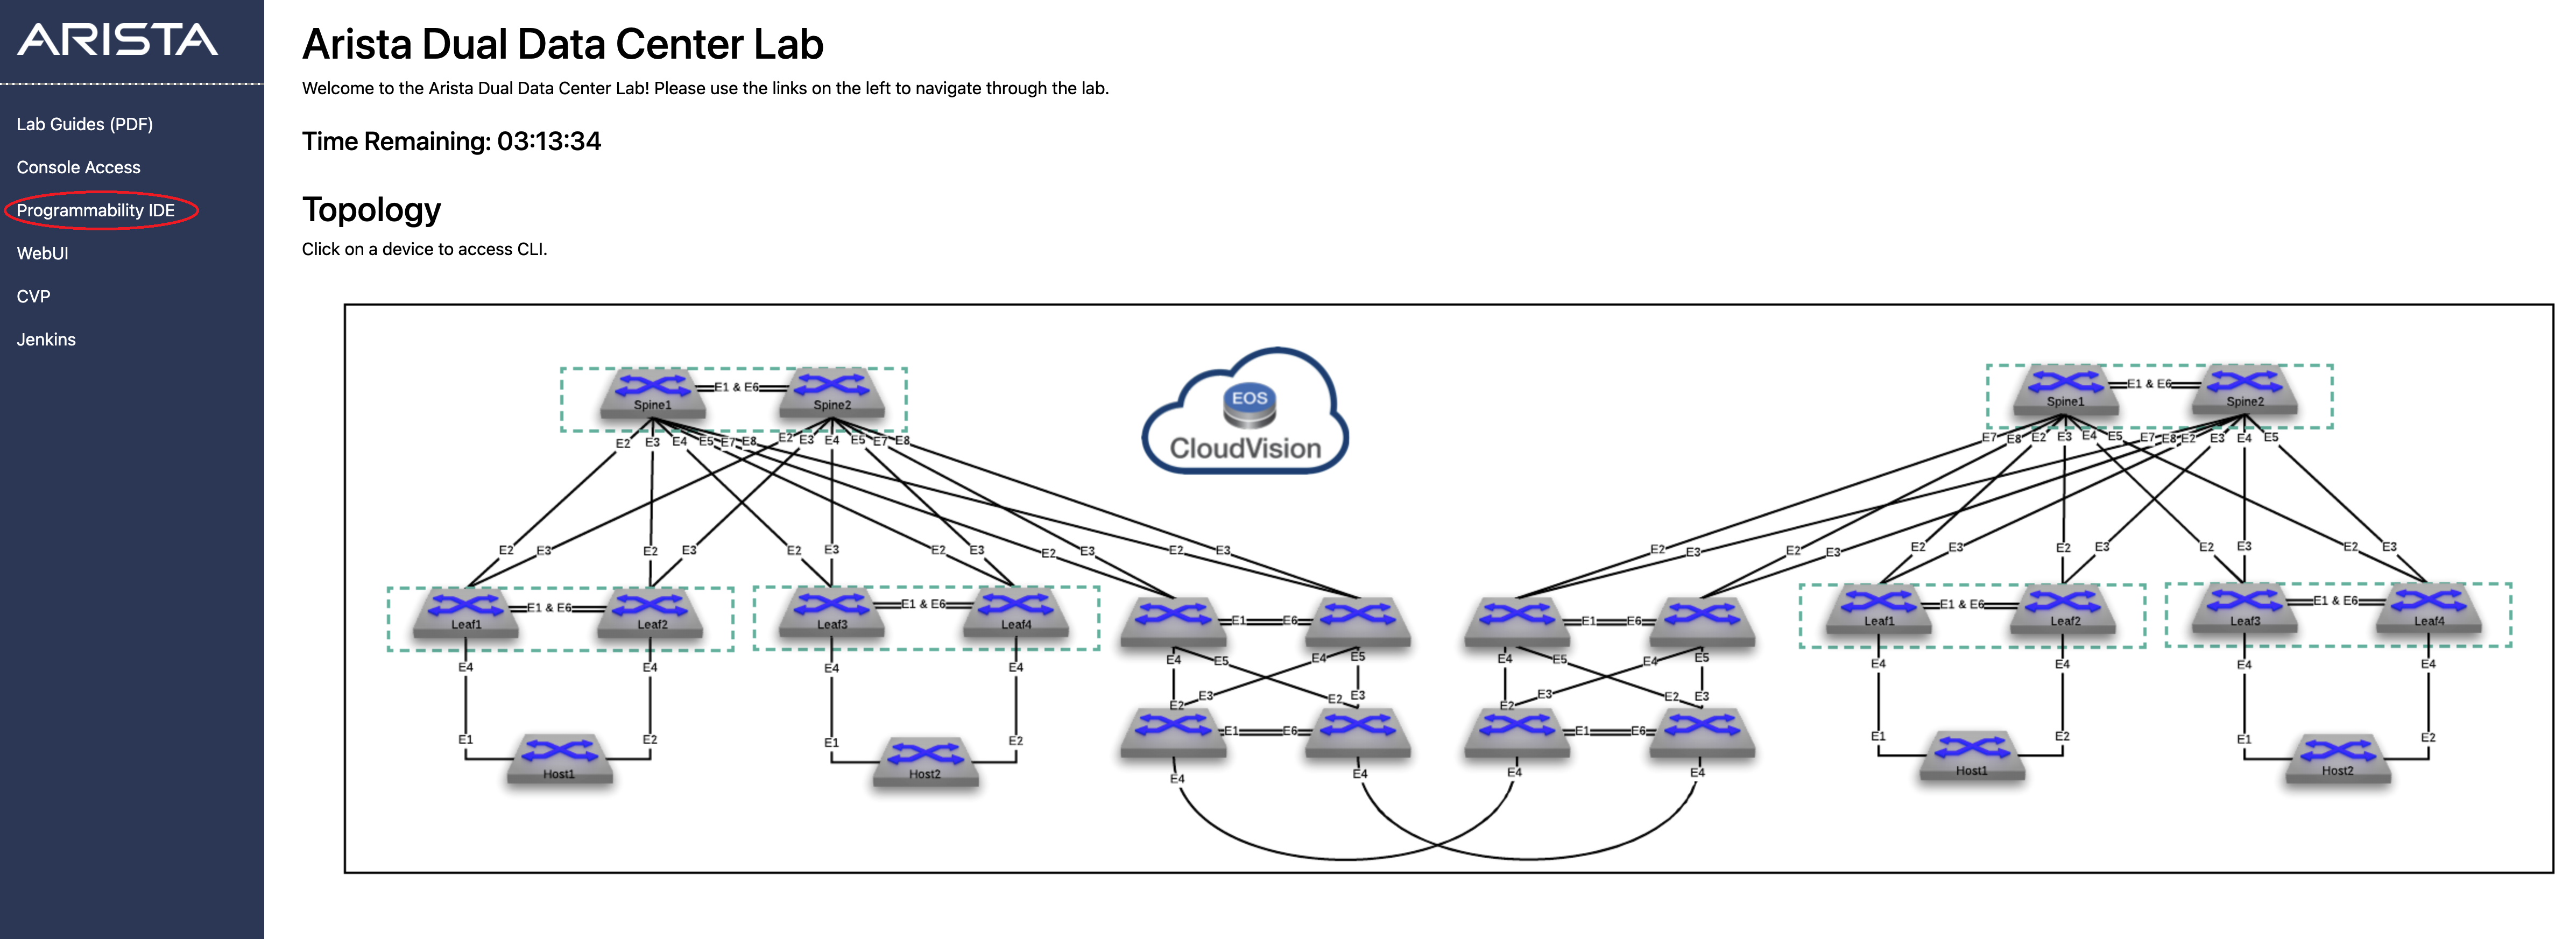 ARISTA
Lab Guides (PDF)
Console Access
Programmability IDE
WebUI
CVP
Jenkins
Arista Dual Data Center Lab
Welcome to the Arista Dual Data Center Lab! Please use the links on the left to navigate through the lab.
Time Remaining: 03:13:34
Topology
Click on a device to access CLI.
E1 & E6
Spine1 Spine2
E2 E3 E4 E5 E7 E8 E2 E3 E4 E5 E7 E8
EOS
CloudVision
E1 & E6
Spine1 Spine2
E7 E8 E2 E3 E4 E5 E7 E8 E2 E3 E4 E5
E2 E3 E2 E3 E2 E3 E2 E3 E2 E3 E2 E3
E2 E3 E2 E3 E2 E3 E2 E3 E2 E3 E2 E3
E1 & E6 E1 & E6
Leaf1 Leaf2 Leaf3 Leaf4
E4 E4 E4 E4
E1 E2 E1 E2
Host1 Host2
E1 E6
E4 E5 E4 E5
E3 E2 E3
E2
E1 E6
E4 E4
E1 E6
E4 E5 E4 E5
E3 E2 E3
E2
E1 E6
E4 E4
E1 & E6 E1 & E6
Leaf1 Leaf2 Leaf3 Leaf4
E4 E4 E4 E4
E1 E2 E1 E2
Host1 Host2